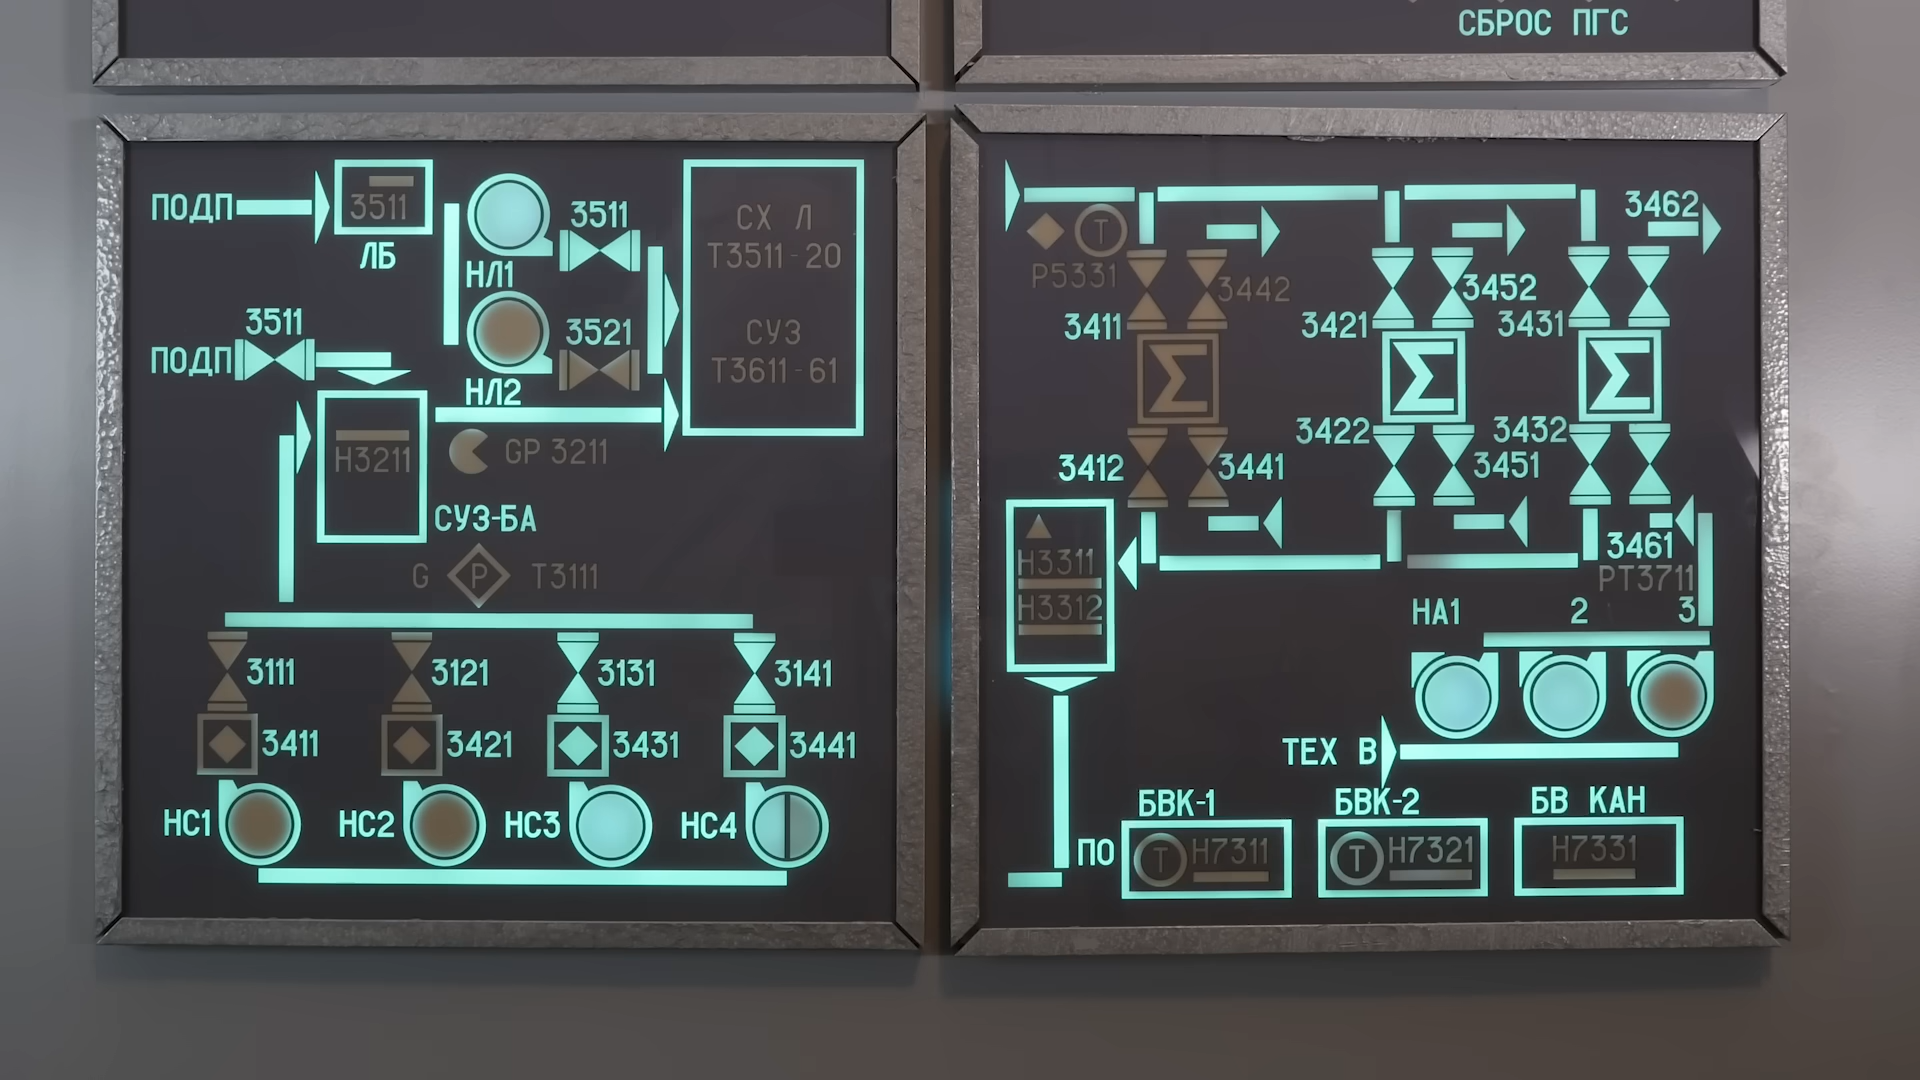 СБРОС ПГС
ПОДП
3511
ЛБ
НЛ1
3511
СХ Л
Т3511-20
СУЗ
Т3611-61
3511
ПОДП
НЛ2
3521
Н3211
GP 3211
СУЗ-БА
G Р Т3111
3111
3121
3131
3141
3411
3421
3431
3441
НС1
НС2
НС3
НС4
Т
Р5331
3462
3442
3452
3411
3421
3431
Σ
Σ
Σ
3422
3432
3412
3441
3451
Н3311
Н3312
3461
РТ3711
НА1
2
3
ТЕХ В
БВК-1
БВК-2
БВ КАН
ПО
Т Н7311
Т Н7321
Н7331